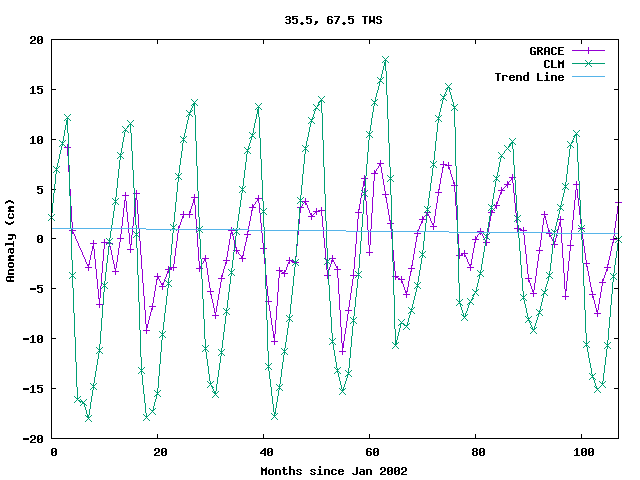 35.5, 67.5 TWS
GRACE
CLM
Trend Line
Anomaly (cm)
20
15
10
5
0
-5
-10
-15
-20
0 20 40 60 80 100
Months since Jan 2002